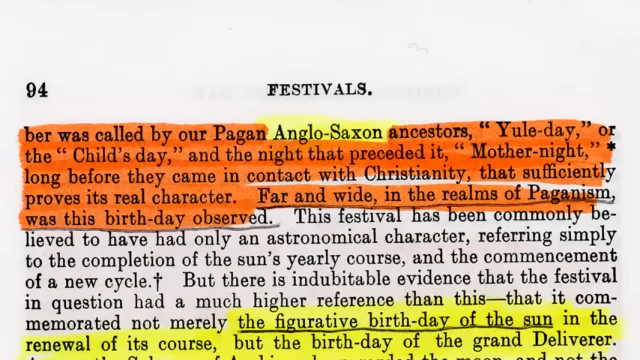 94
FESTIVALS.
ber was called by our Pagan Anglo-Saxon ancestors, “ Yule-day,” or
the “ Child’s day,” and the night that preceded it, “ Mother-night,” *
long before they came in contact with Christianity, that sufficiently
proves its real character. Far and wide, in the realms of Paganism,
was this birth-day observed. This festival has been commonly be-
lieved to have had only an astronomical character, referring simply
to the completion of the sun’s yearly course, and the commencement
of a new cycle.† But there is indubitable evidence that the festival
in question had a much higher reference than this—that it com-
memorated not merely the figurative birth-day of the sun in the
renewal of its course, but the birth-day of the grand Deliverer.